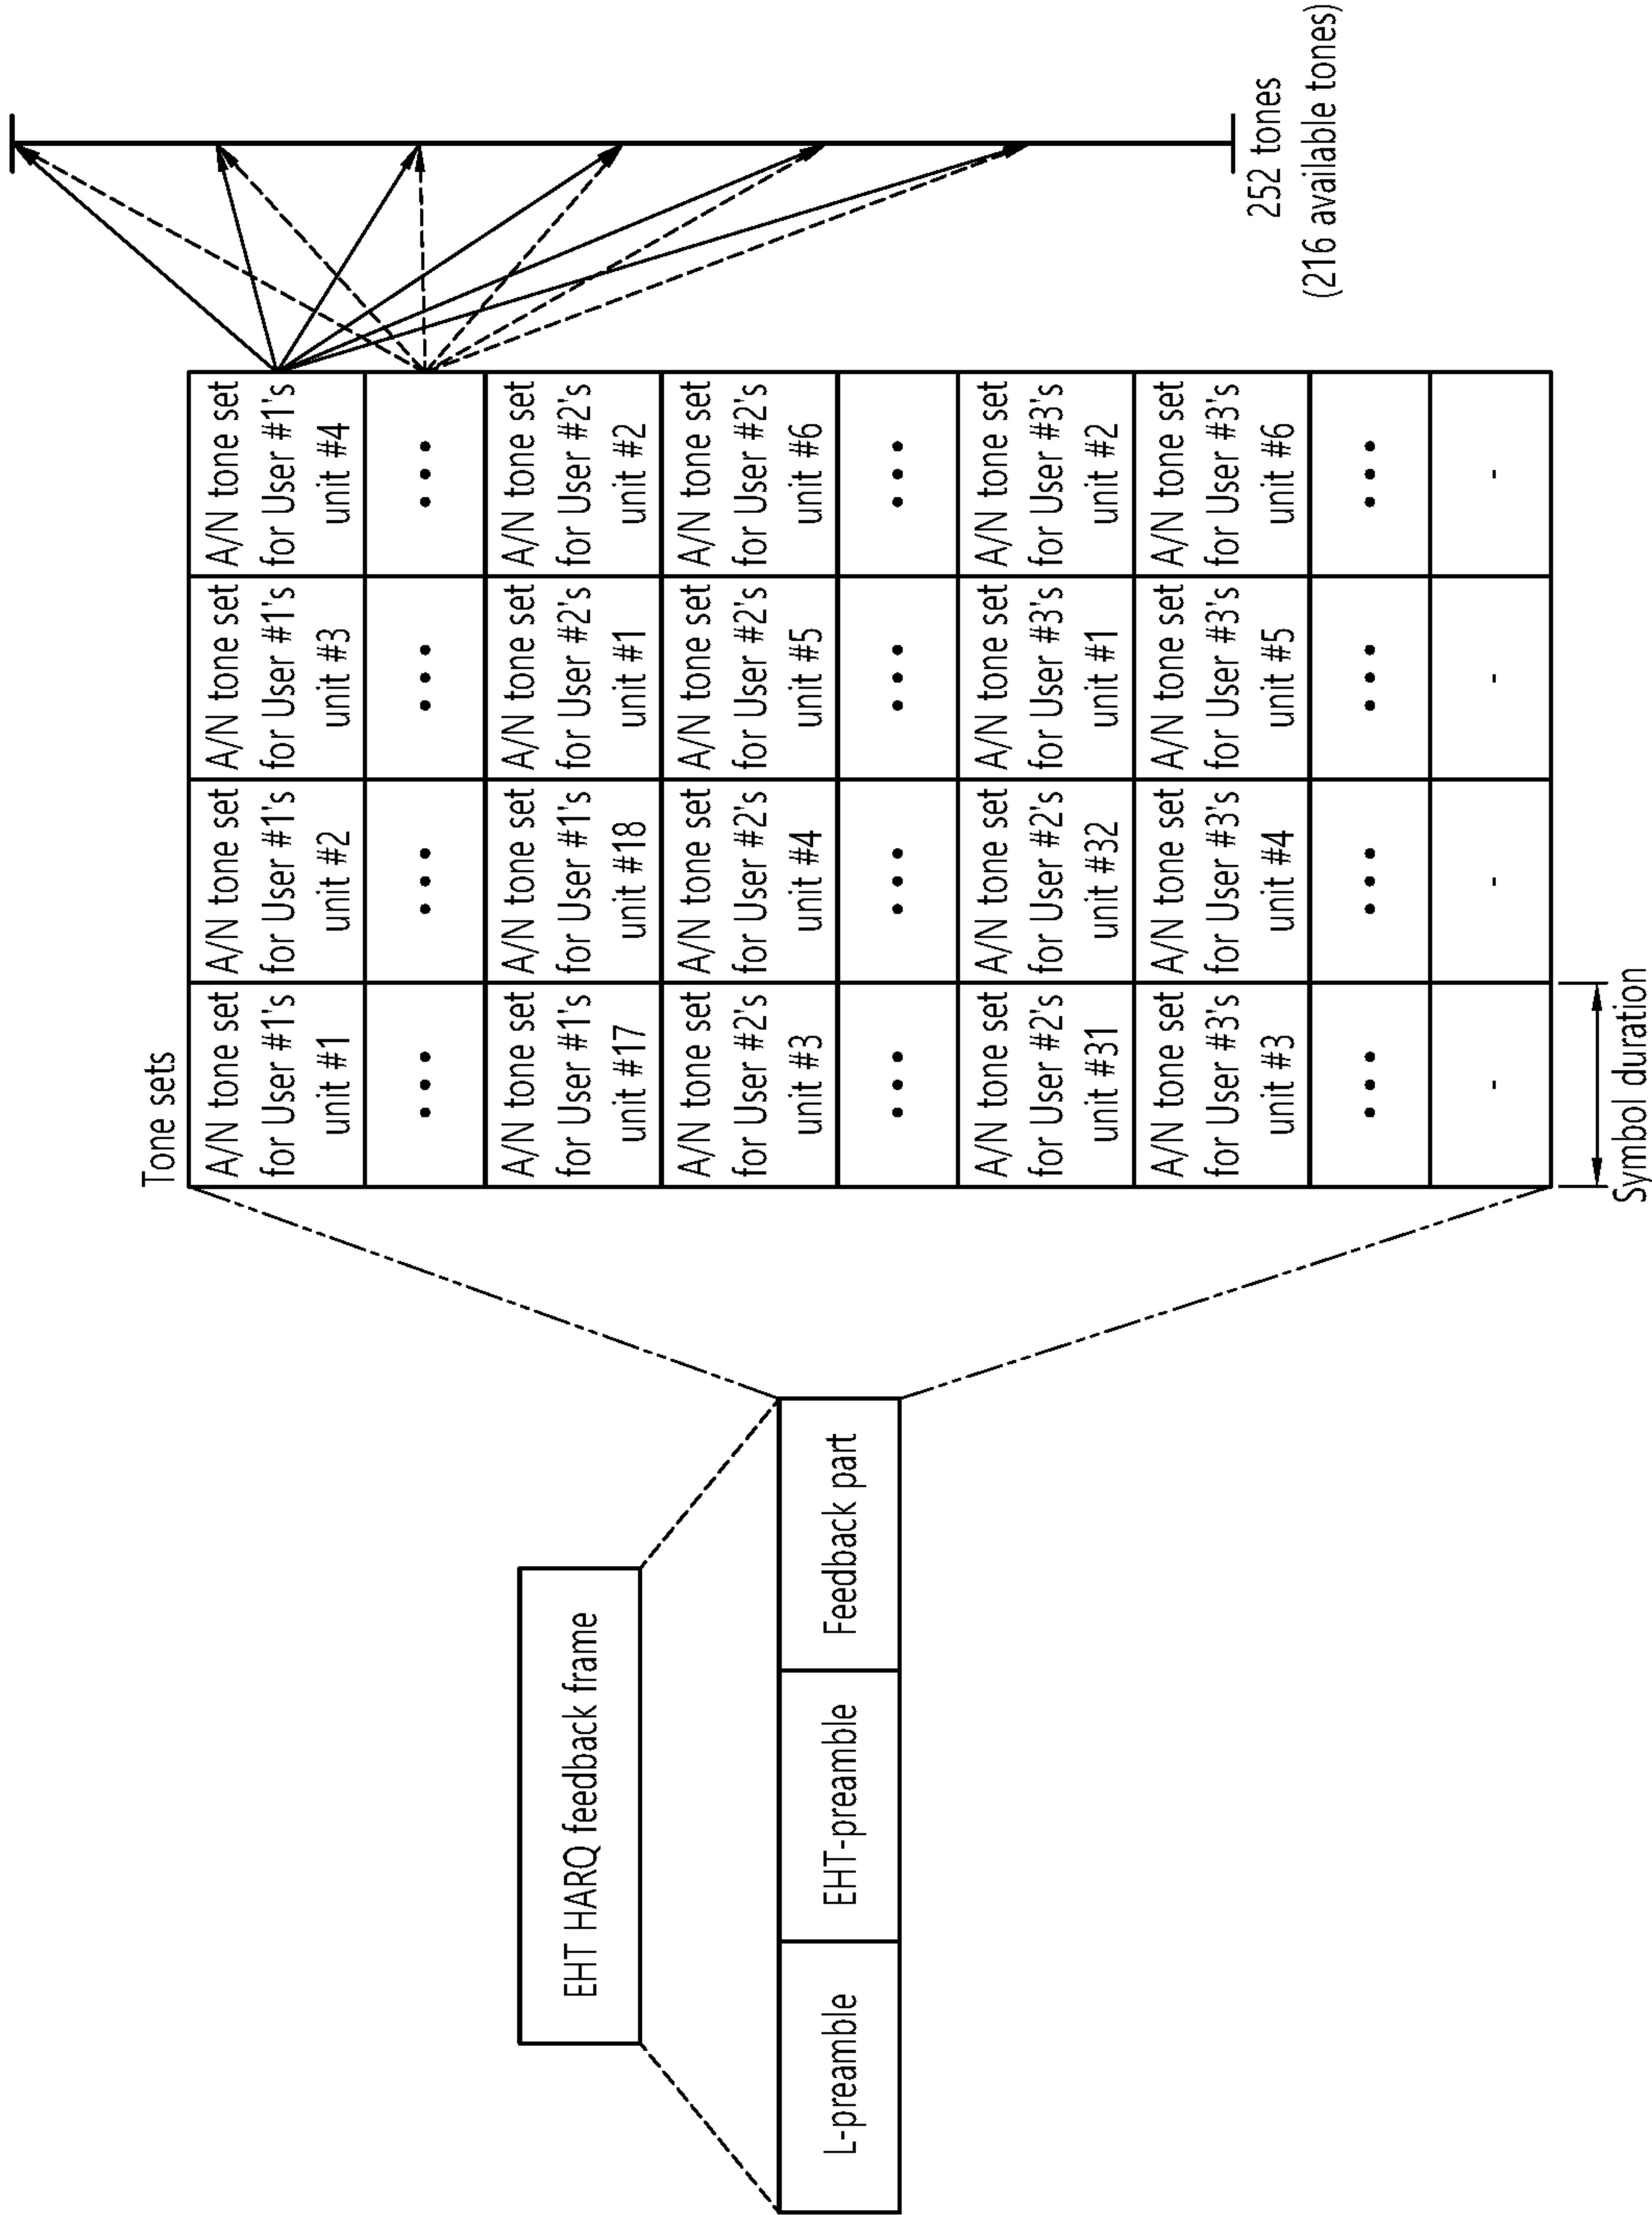 EHT HARQ feedback frame
L-preamble
EHT-preamble
Feedback part
Tone sets
A/N tone set
for User #1's
unit #1
A/N tone set
for User #1's
unit #2
A/N tone set
for User #1's
unit #3
A/N tone set
for User #1's
unit #4
•••
•••
•••
•••
A/N tone set
for User #1's
unit #17
A/N tone set
for User #1's
unit #18
A/N tone set
for User #2's
unit #1
A/N tone set
for User #2's
unit #2
A/N tone set
for User #2's
unit #3
A/N tone set
for User #2's
unit #4
A/N tone set
for User #2's
unit #5
A/N tone set
for User #2's
unit #6
•••
•••
•••
•••
A/N tone set
for User #2's
unit #31
A/N tone set
for User #2's
unit #32
A/N tone set
for User #3's
unit #1
A/N tone set
for User #3's
unit #2
A/N tone set
for User #3's
unit #3
A/N tone set
for User #3's
unit #4
A/N tone set
for User #3's
unit #5
A/N tone set
for User #3's
unit #6
•••
•••
•••
•••
-
-
-
-
Symbol duration
252 tones
(216 available tones)